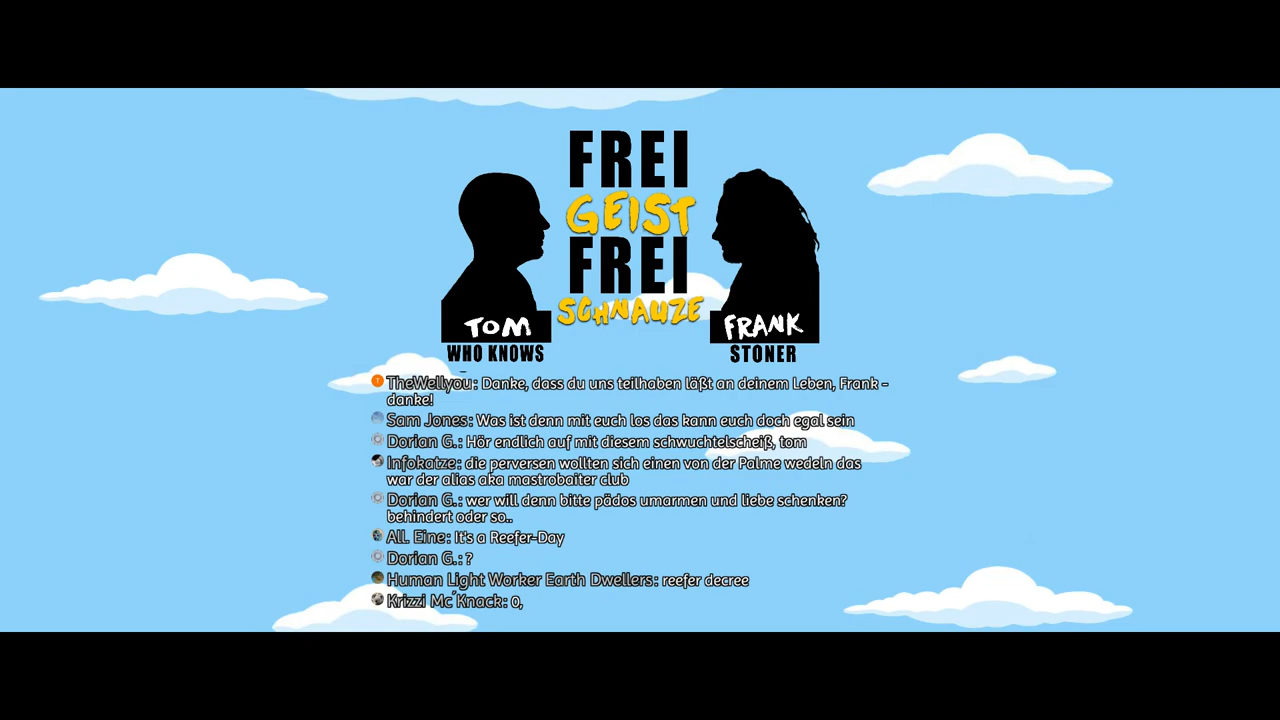 FREI
GEIST
FREI
SCHNAUZE
TOM
WHO KNOWS
FRANK
STONER
TheWellyou: Danke, dass du uns teilhaben läßt an deinem Leben, Frank -
danke!
Sam Jones: Was ist denn mit euch los das kann euch doch egal sein
Dorian G.: Hör endlich auf mit diesem schwuchtelscheiß, tom
Infokatze: die perversen wollten sich einen von der Palme wedeln das
war der alias aka mastrobaiter club
Dorian G.: wer will denn bitte pädos umarmen und liebe schenken?
behindert oder so..
All. Eine: It's a Reefer-Day
Dorian G.: ?
Human Light Worker Earth Dwellers: reefer decree
Krizzi Mc´Knack: 0,